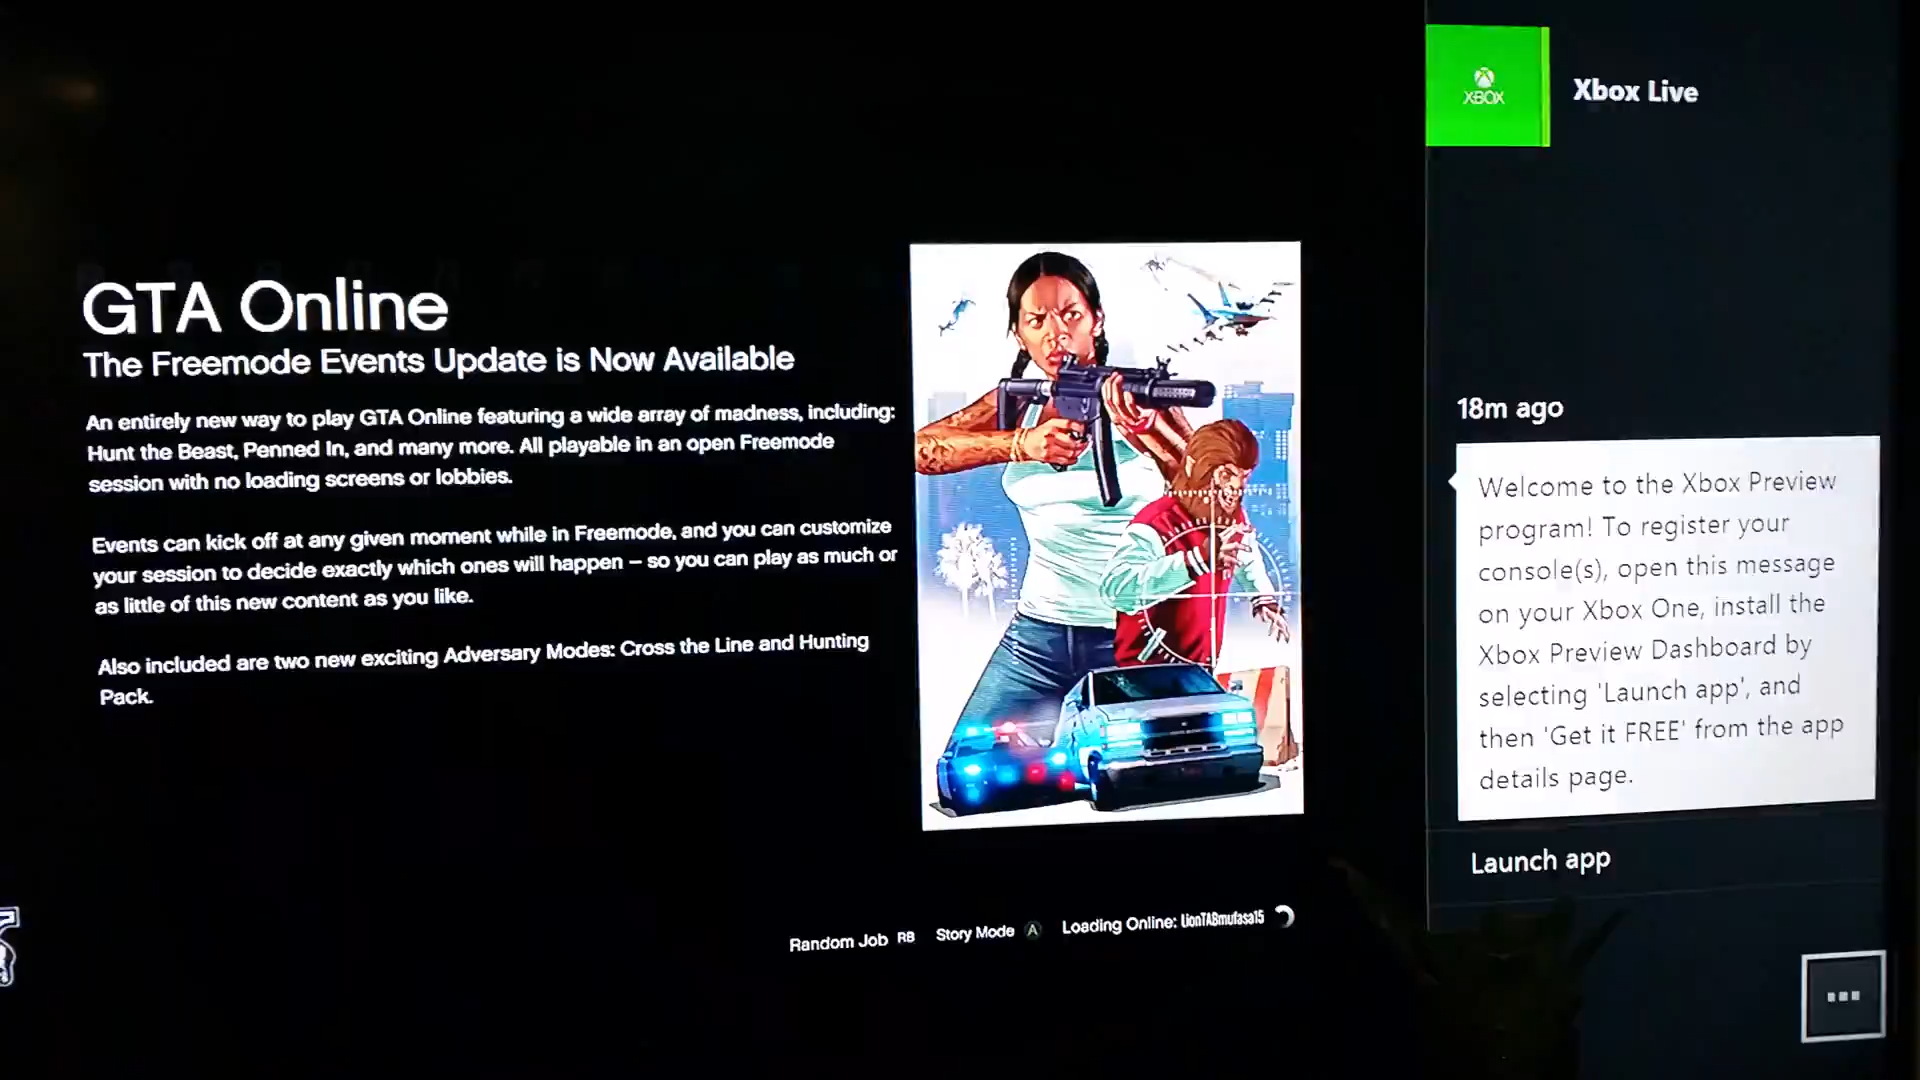 GTA Online
The Freemode Events Update is Now Available
An entirely new way to play GTA Online featuring a wide array of madness, including:
Hunt the Beast, Penned In, and many more. All playable in an open Freemode
session with no loading screens or lobbies.
Events can kick off at any given moment while in Freemode, and you can customize
your session to decide exactly which ones will happen – so you can play as much or
as little of this new content as you like.
Also included are two new exciting Adversary Modes: Cross the Line and Hunting
Pack.
Random Job RB Story Mode A Loading Online: LionTABmufasa15
XBOX
Xbox Live
18m ago
Welcome to the Xbox Preview
program! To register your
console(s), open this message
on your Xbox One, install the
Xbox Preview Dashboard by
selecting 'Launch app', and
then 'Get it FREE' from the app
details page.
Launch app